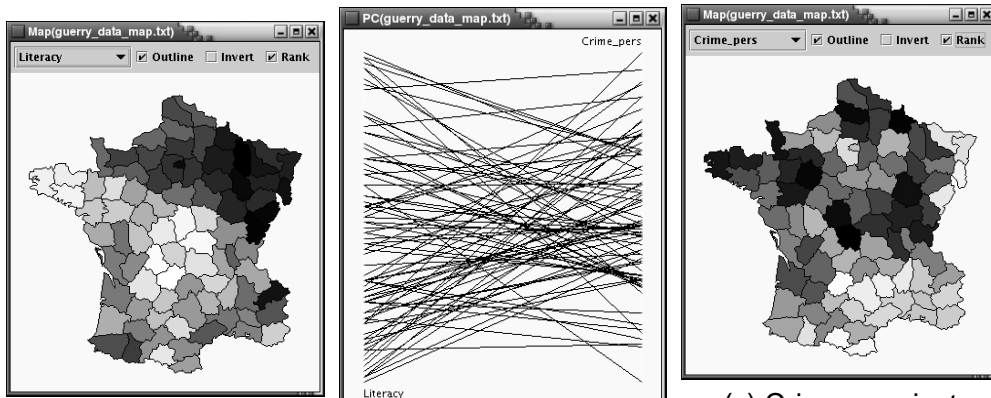 Map(guerry_data_map.txt)
Literacy Outline Invert Rank
PC(guerry_data_map.txt)
Crime_pers
Literacy
Map(guerry_data_map.txt)
Crime_pers Outline Invert Rank